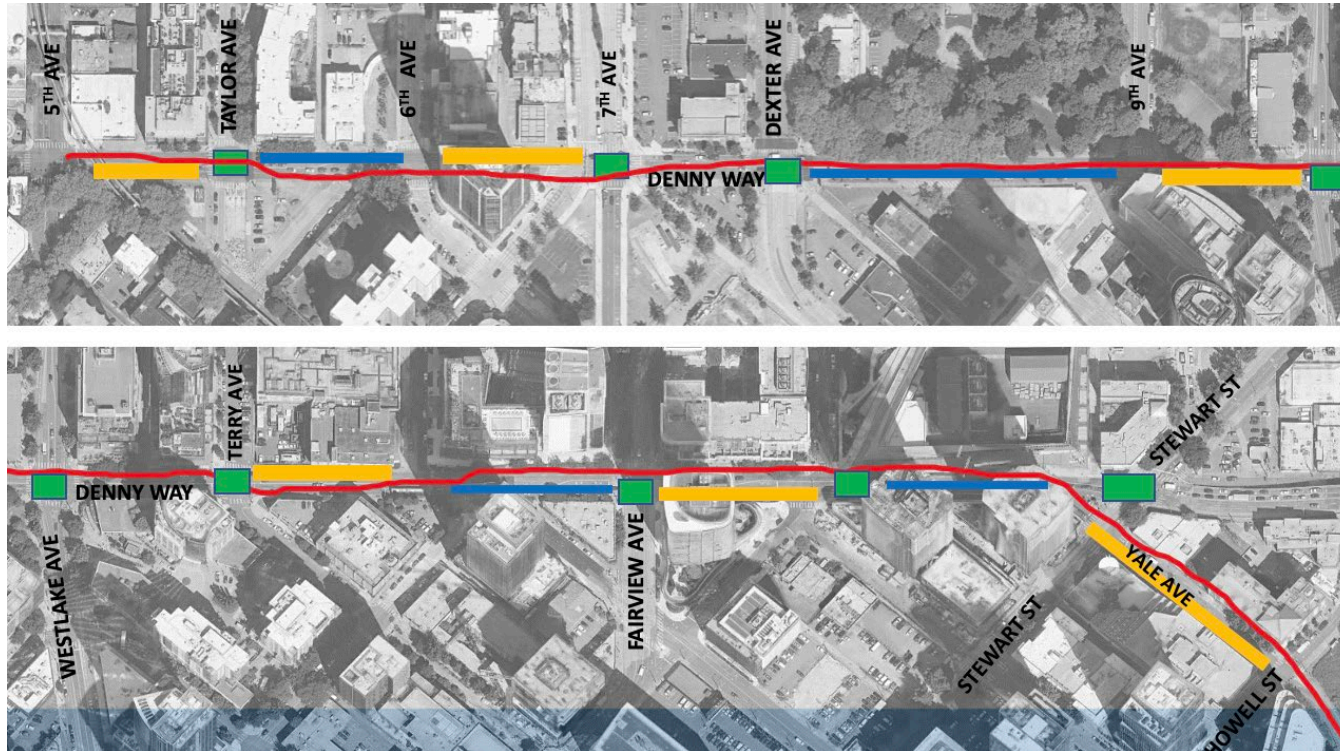 5TH AVE
TAYLOR AVE
6TH AVE
7TH AVE
DEXTER AVE
9TH AVE
DENNY WAY
TERRY AVE
STEWART ST
DENNY WAY
WESTLAKE AVE
FAIRVIEW AVE
YALE AVE
STEWART ST
HOWELL ST